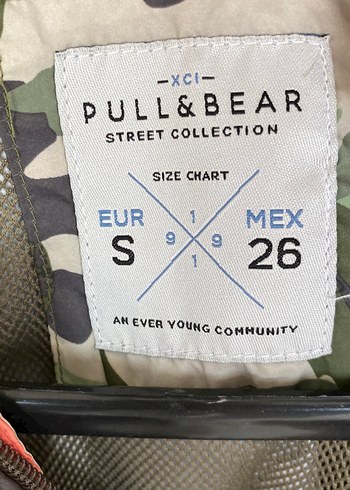 —XCI—
PULL&BEAR
STREET COLLECTION
SIZE CHART
EUR 1 MEX
S 9 9 26
1
AN EVER YOUNG COMMUNITY